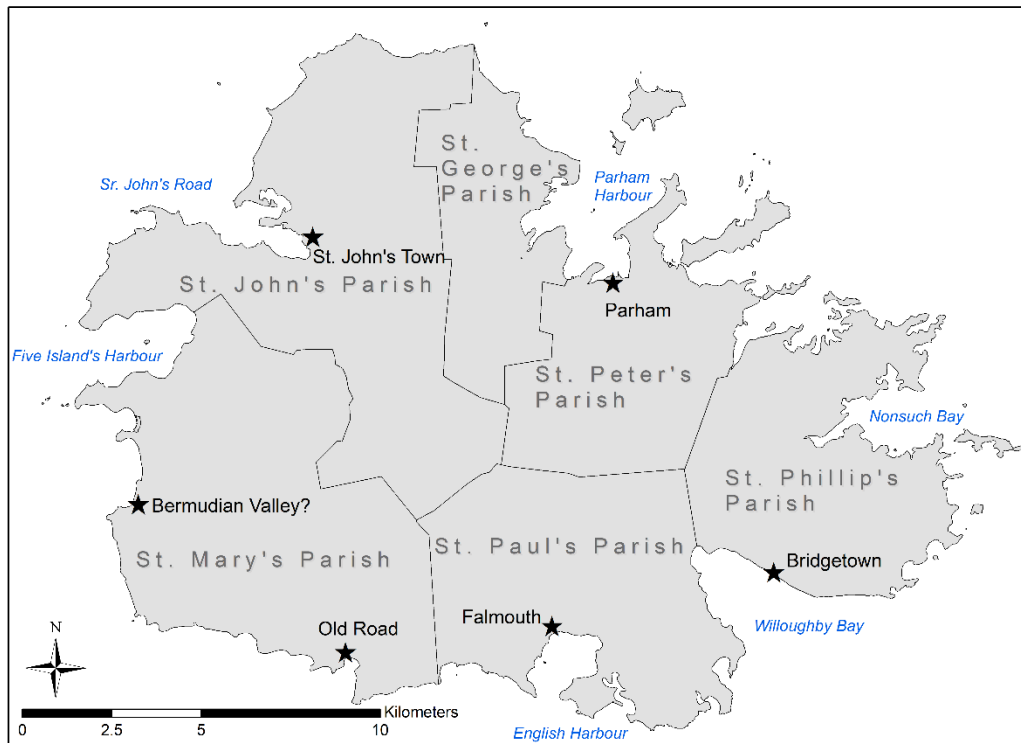 St.
George's
Parish
Sr. John's Road
Parham
Harbour
St. John's Town
St. John's Parish
Parham
Five Island's Harbour
St. Peter's
Parish
Nonsuch Bay
St. Phillip's
Parish
Bermudian Valley?
St. Mary's Parish
St. Paul's Parish
Bridgetown
Falmouth
Willoughby Bay
Old Road
N
Kilometers
0 2.5 5 10
English Harbour